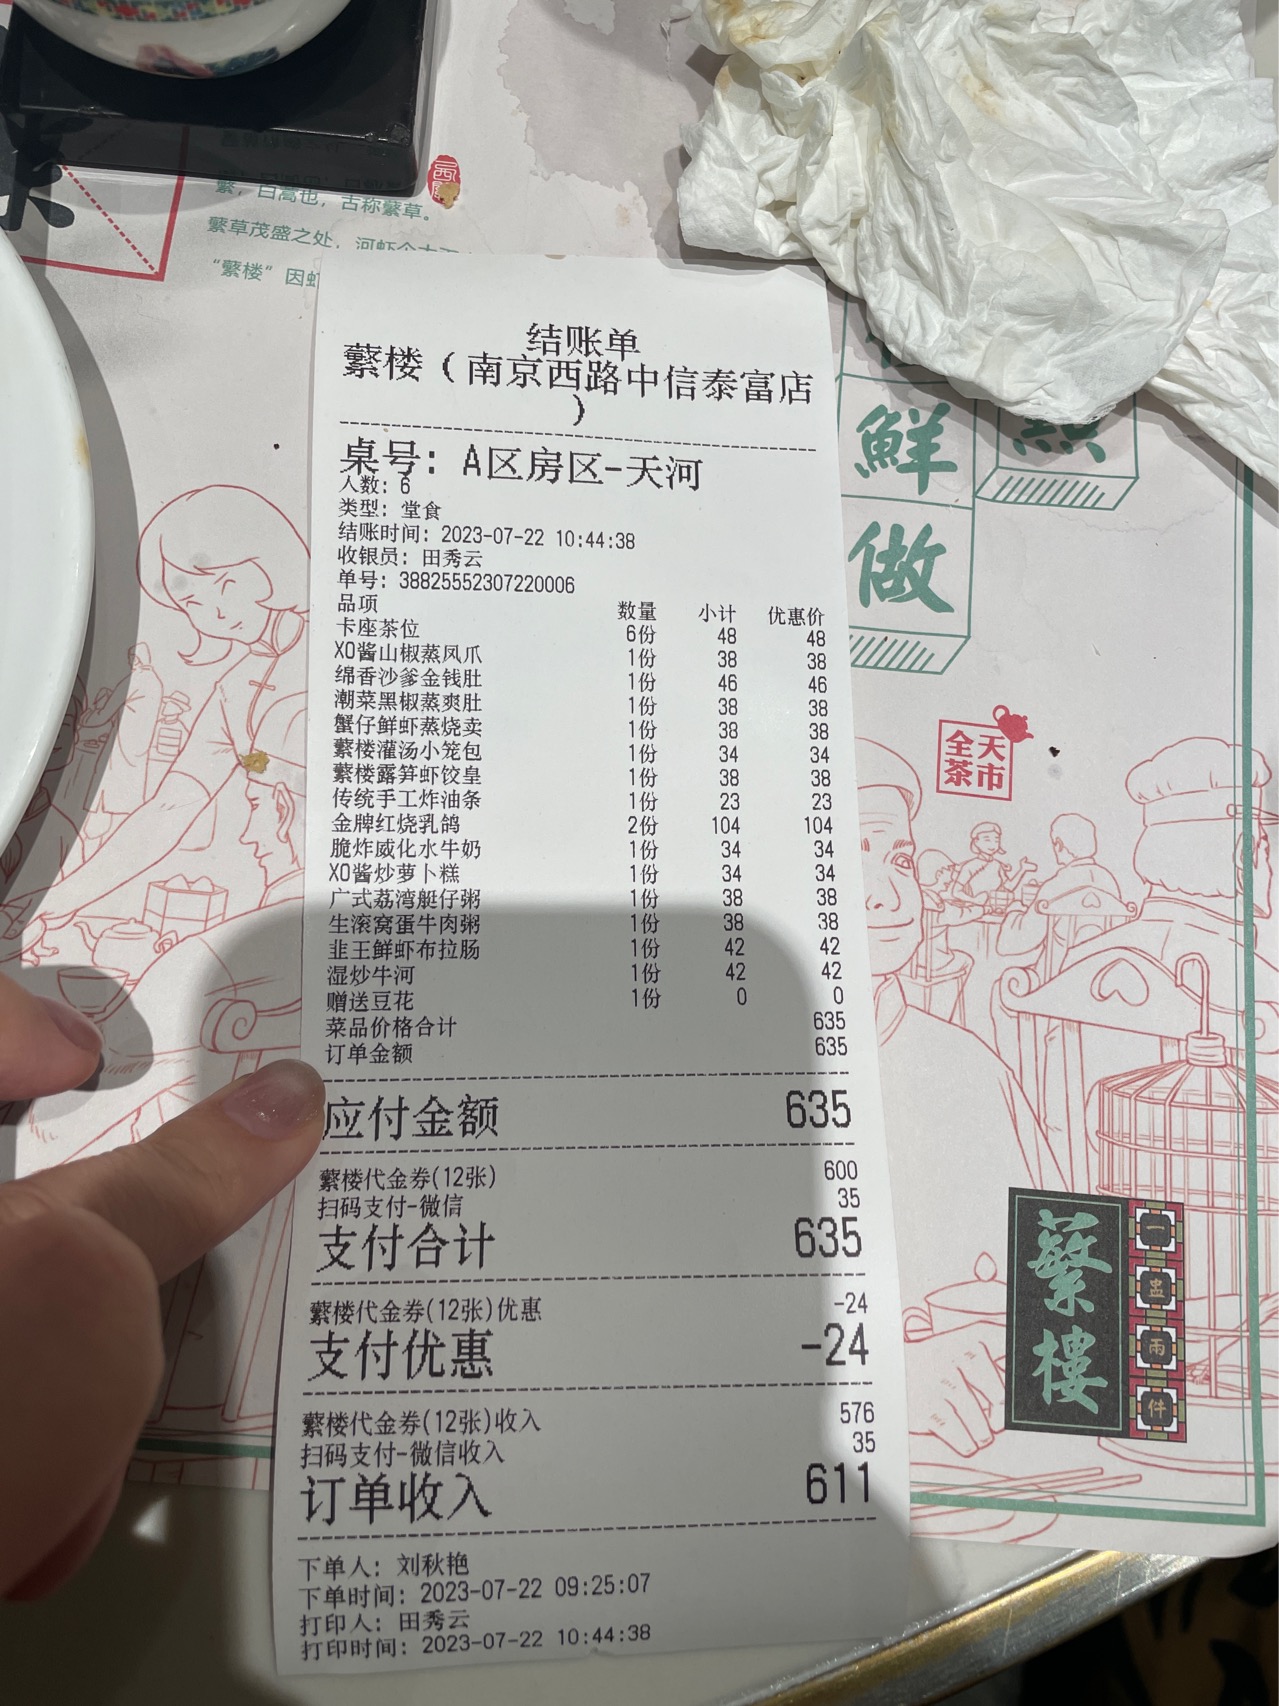 蘩，白蒿也，古称蘩草。
蘩草茂盛之处，河虾
“蘩楼”因虾
结账单
蘩楼（南京西路中信泰富店
）
桌号：A区房区-天河
人数：6
类型：堂食
结账时间：2023-07-22 10:44:38
收银员：田秀云
单号：38825552307220006
品项 数量 小计 优惠价
卡座茶位 6份 48 48
XO酱山椒蒸凤爪 1份 38 38
绵香沙爹金钱肚 1份 46 46
潮菜黑椒蒸爽肚 1份 38 38
蟹仔鲜虾蒸烧卖 1份 38 38
蘩楼灌汤小笼包 1份 34 34
蘩楼露笋虾饺皇 1份 38 38
传统手工炸油条 1份 23 23
金牌红烧乳鸽 2份 104 104
脆炸威化水牛奶 1份 34 34
XO酱炒萝卜糕 1份 34 34
广式荔湾艇仔粥 1份 38 38
生滚窝蛋牛肉粥 1份 38 38
韭王鲜虾布拉肠 1份 42 42
湿炒牛河 1份 42 42
赠送豆花 1份 0 0
菜品价格合计 635
订单金额 635
应付金额 635
蘩楼代金券(12张) 600
扫码支付-微信 35
支付合计 635
蘩楼代金券(12张)优惠 -24
支付优惠 -24
蘩楼代金券(12张)收入 576
扫码支付-微信收入 35
订单收入 611
下单人：刘秋艳
下单时间：2023-07-22 09:25:07
打印人：田秀云
打印时间：2023-07-22 10:44:38
鮮
做
點
全天
茶市
蘩樓
一盅兩件